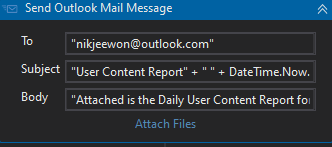 Send Outlook Mail Message
To
"nikjeewon@outlook.com"
Subject
"User Content Report" + " " + DateTime.Now.
Body
"Attached is the Daily User Content Report fo
Attach Files